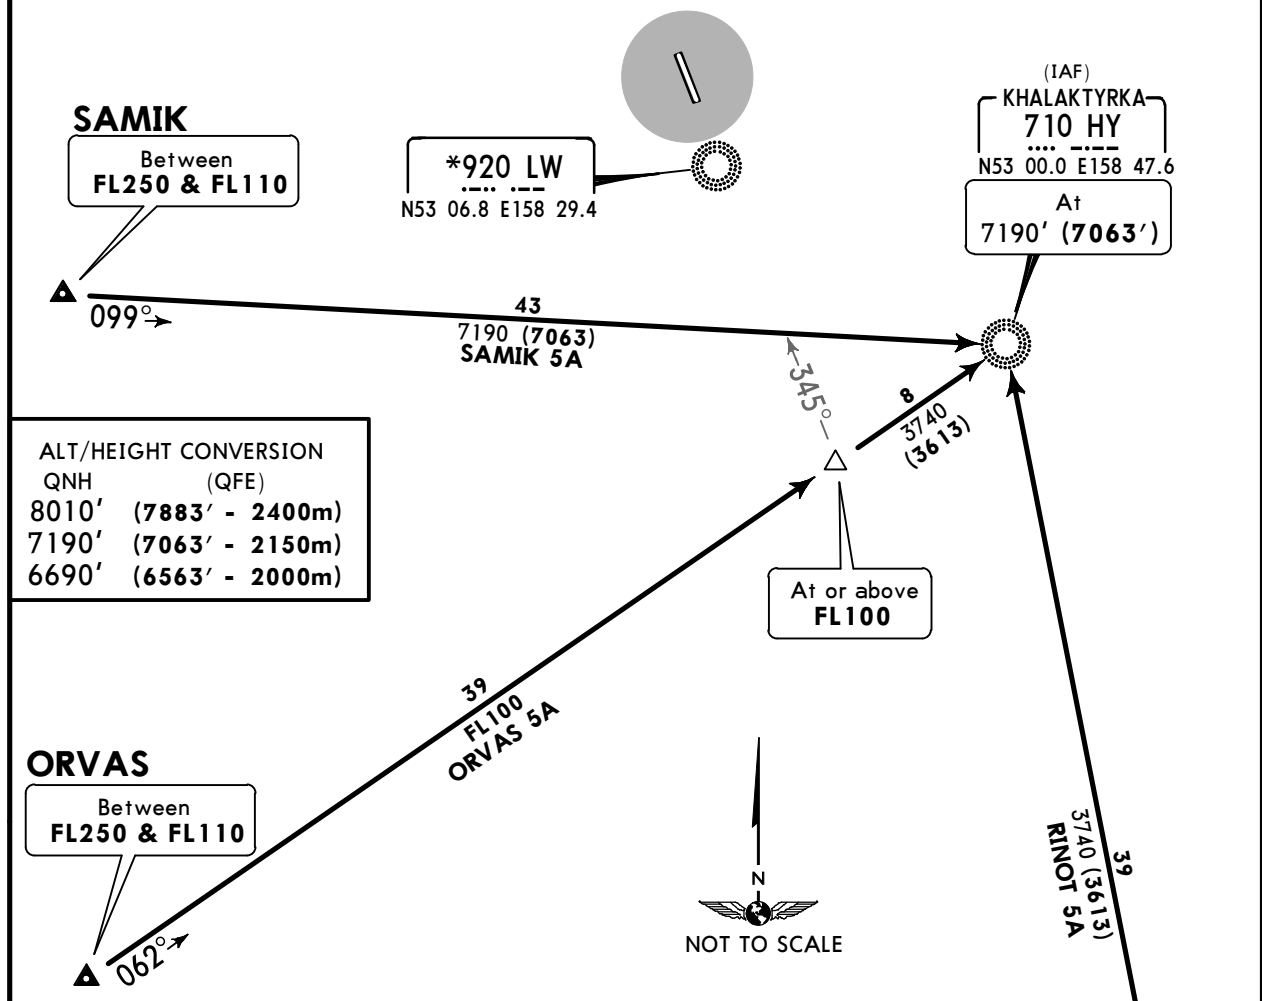 (IAF)
KHALAKTYRKA
710 HY
N53 00.0 E158 47.6
At
7190' (7063')
SAMIK
Between
FL250 & FL110
*920 LW
N53 06.8 E158 29.4
099°
43
7190 (7063)
SAMIK 5A
345°
8
3740
(3613)
ALT/HEIGHT CONVERSION
QNH (QFE)
8010' (7883' - 2400m)
7190' (7063' - 2150m)
6690' (6563' - 2000m)
At or above
FL100
39
FL100
ORVAS 5A
ORVAS
Between
FL250 & FL110
062°
39
3740 (3613)
RINOT 5A
N
NOT TO SCALE